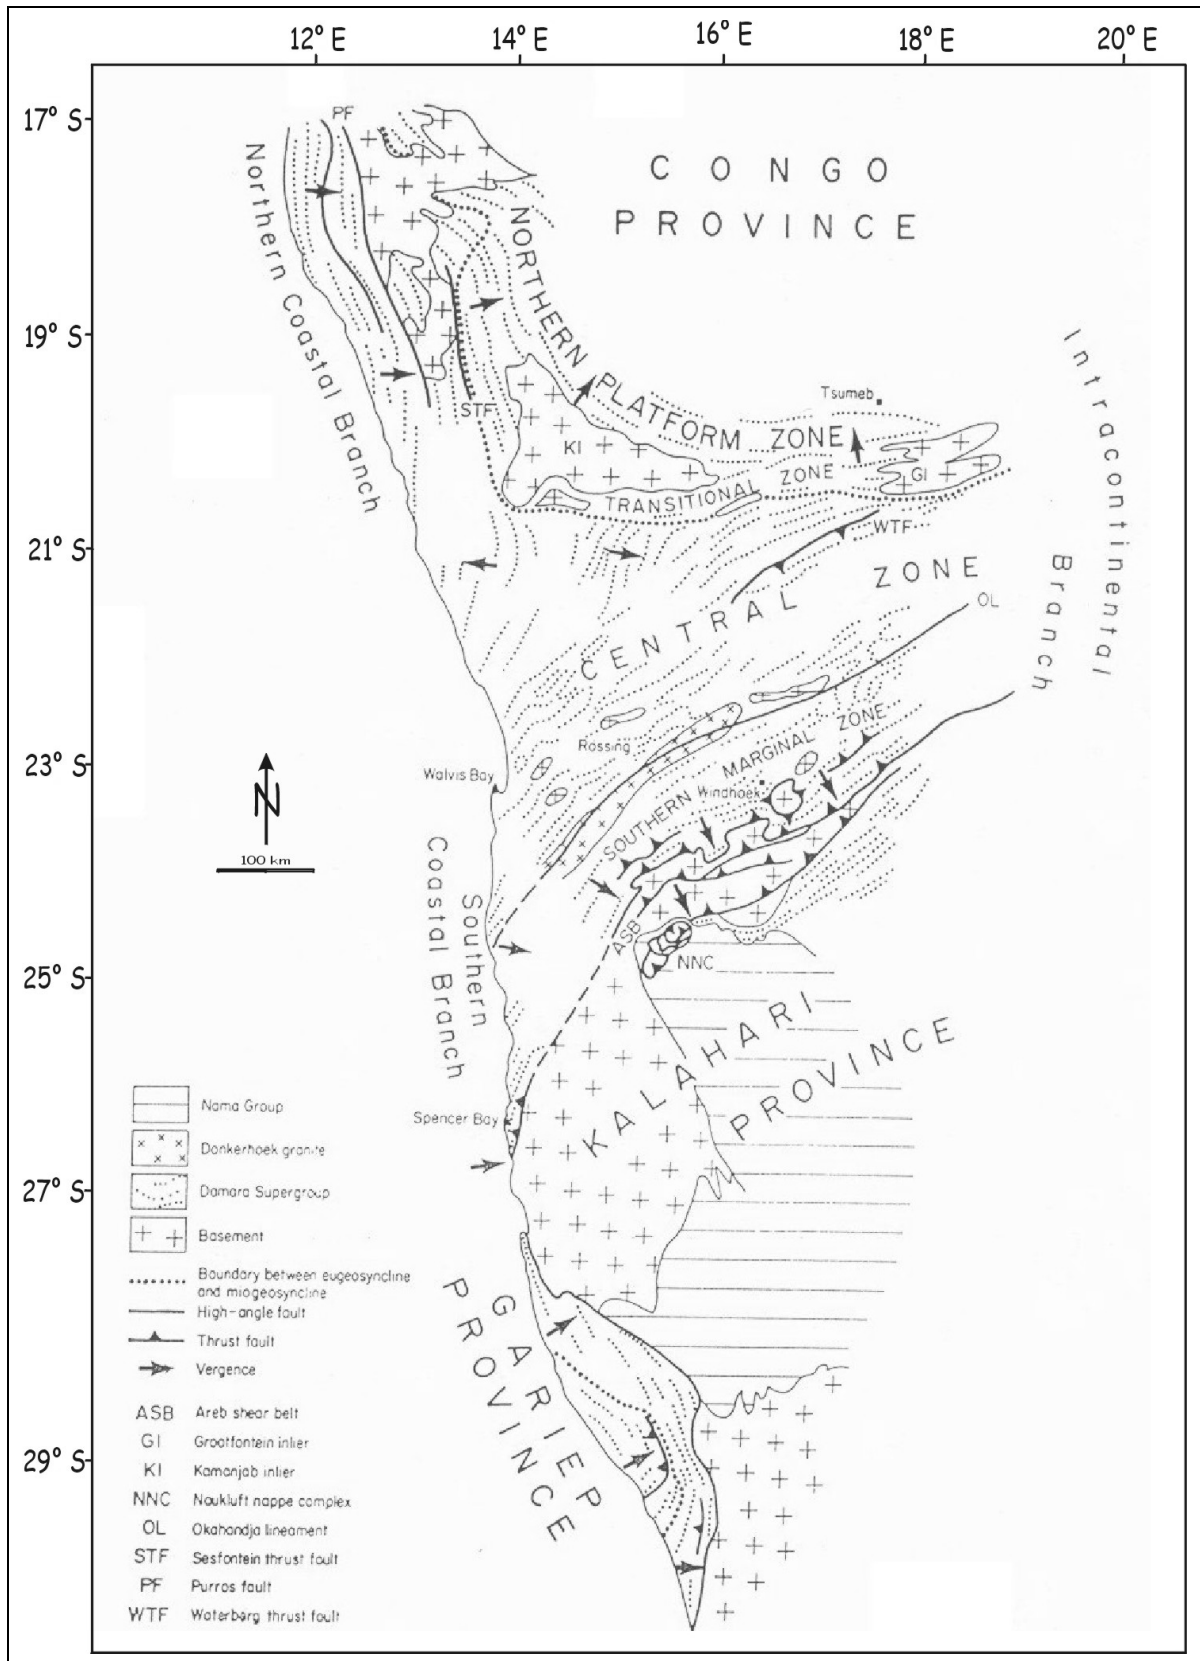 12° E 14° E 16° E 18° E 20° E
17° S
19° S
21° S
23° S
25° S
27° S
29° S
PF
CONGO
PROVINCE
Northern Coastal Branch
NORTHERN PLATFORM ZONE
STF
KI
Tsumeb
GI
TRANSITIONAL ZONE
WTF
Intracontinental
Branch
CENTRAL ZONE
OL
Rossing
Walvis Bay
SOUTHERN MARGINAL ZONE
Windhoek
N
100 km
Southern
Coastal Branch
ASB
NNC
KALAHARI
PROVINCE
Spencer Bay
GARIEP
PROVINCE
Nama Group
Donkerhoek granite
Damara Supergroup
Basement
Boundary between eugeosyncline
and miogeosyncline
High-angle fault
Thrust fault
Vergence
ASB Areb shear belt
GI Grootfontein inlier
KI Kamanjab inlier
NNC Naukluft nappe complex
OL Okahandja lineament
STF Sesfontein thrust fault
PF Purros fault
WTF Waterberg thrust fault